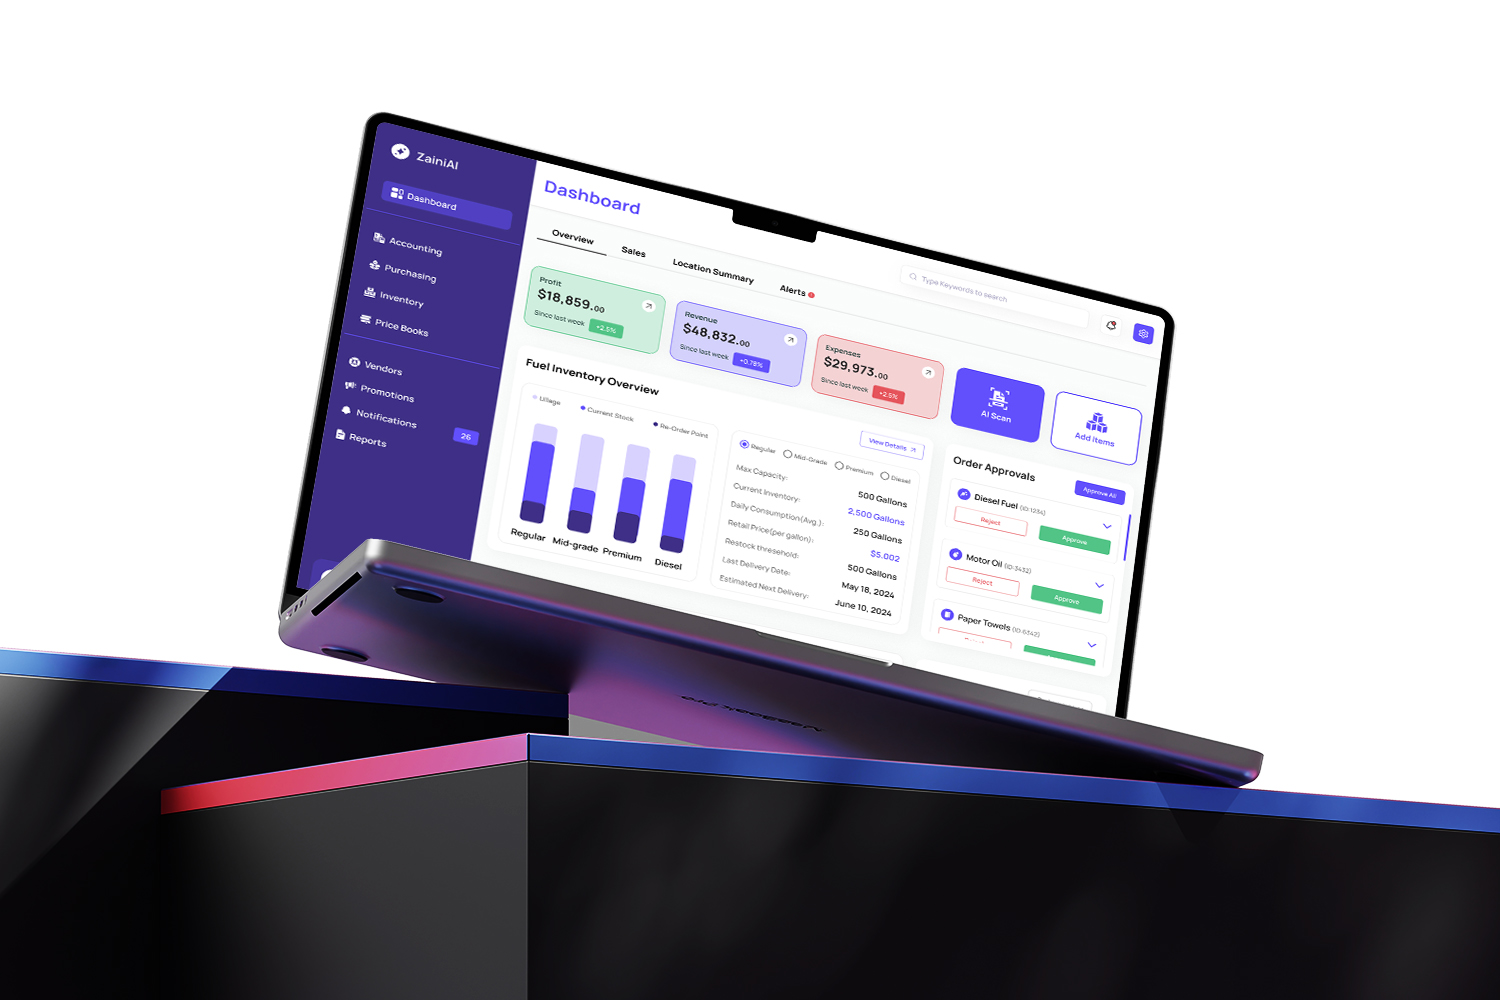 ZainiAI
Dashboard
Accounting
Purchasing
Inventory
Price Books
Vendors
Promotions
Notifications
26
Reports
Dashboard
Type Keywords to search
Overview
Sales
Location Summary
Alerts
Profit
$18,859.00
Since last week +2.5%
Revenue
$48,832.00
Since last week +0.78%
Expenses
$29,973.00
Since last week +2.5%
AI Scan
Add Items
Fuel Inventory Overview
Ullage
Current Stock
Re-Order Point
Regular
Mid-grade
Premium
Diesel
View Details
Regular
Mid-Grade
Premium
Diesel
Max Capacity: 500 Gallons
Current Inventory: 2,500 Gallons
Daily Consumption(Avg.): 250 Gallons
Retail Price(per gallon): $5.002
Restock thresehold: 500 Gallons
Last Delivery Date: May 18, 2024
Estimated Next Delivery: June 10, 2024
Order Approvals
Approve All
Diesel Fuel (ID:1234)
Reject
Approve
Motor Oil (ID:3432)
Reject
Approve
Paper Towels (ID:6342)
MacBook Pro